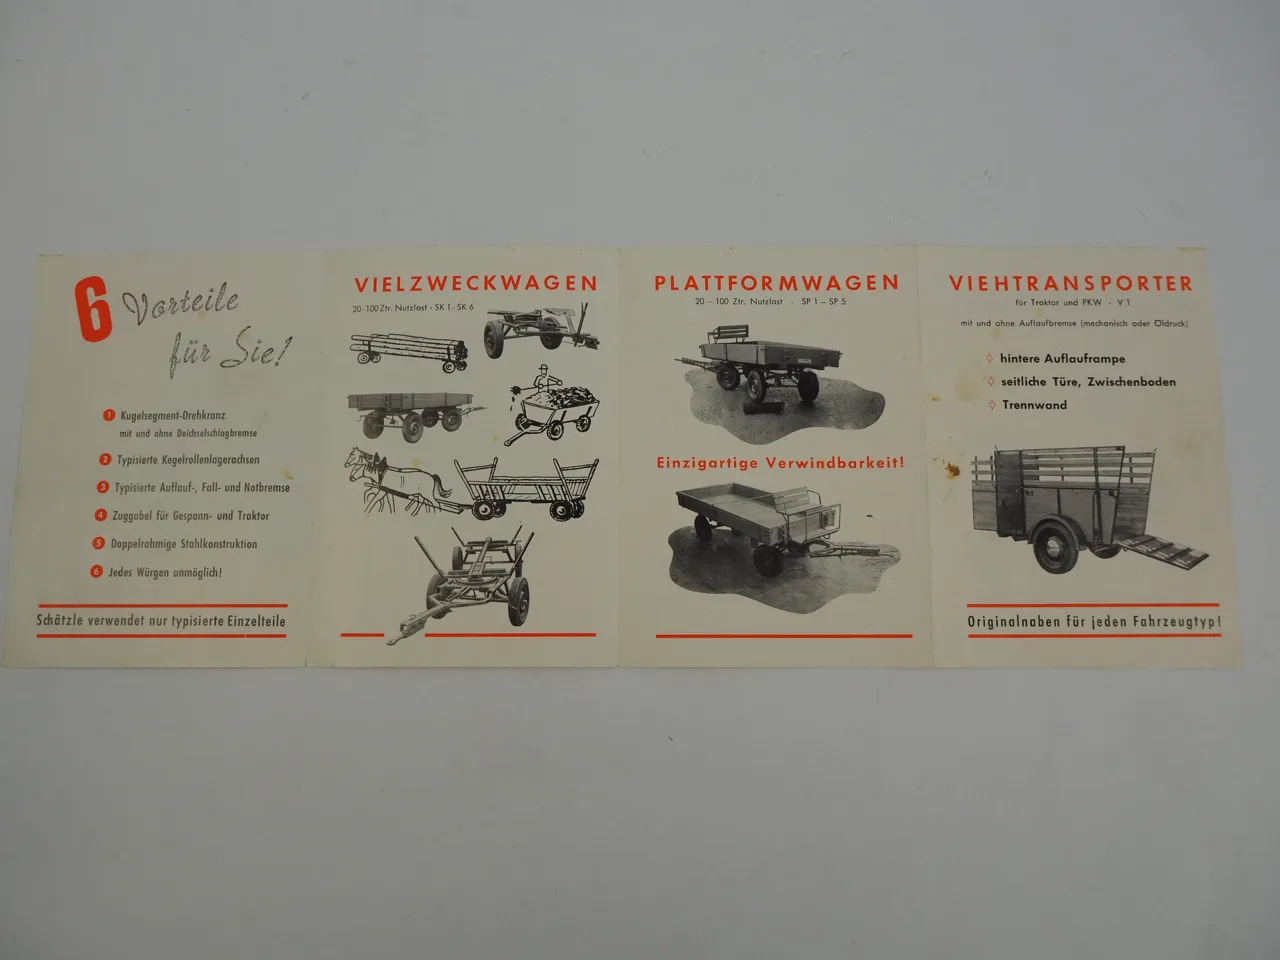 6 Vorteile
für Sie!
1 Kugelsegment-Drehkranz
mit und ohne Deichselschlagbremse
2 Typisierte Kegelrollenlagerachsen
3 Typisierte Auflauf-, Fall- und Notbremse
4 Zuggabel für Gespann- und Traktor
5 Doppelrahmige Stahlkonstruktion
6 Jedes Würgen unmöglich!
Schätzle verwendet nur typisierte Einzelteile
VIELZWECKWAGEN
20-100 Ztr. Nutzlast - SK 1 - SK 6
PLATTFORMWAGEN
20 – 100 Ztr. Nutzlast - SP 1 – SP 5
Einzigartige Verwindbarkeit!
VIEHTRANSPORTER
für Traktor und PKW - V 1
mit und ohne Auflaufbremse (mechanisch oder Öldruck)
hintere Auflauframpe
seitliche Türe, Zwischenboden
Trennwand
Originalnaben für jeden Fahrzeugtyp!